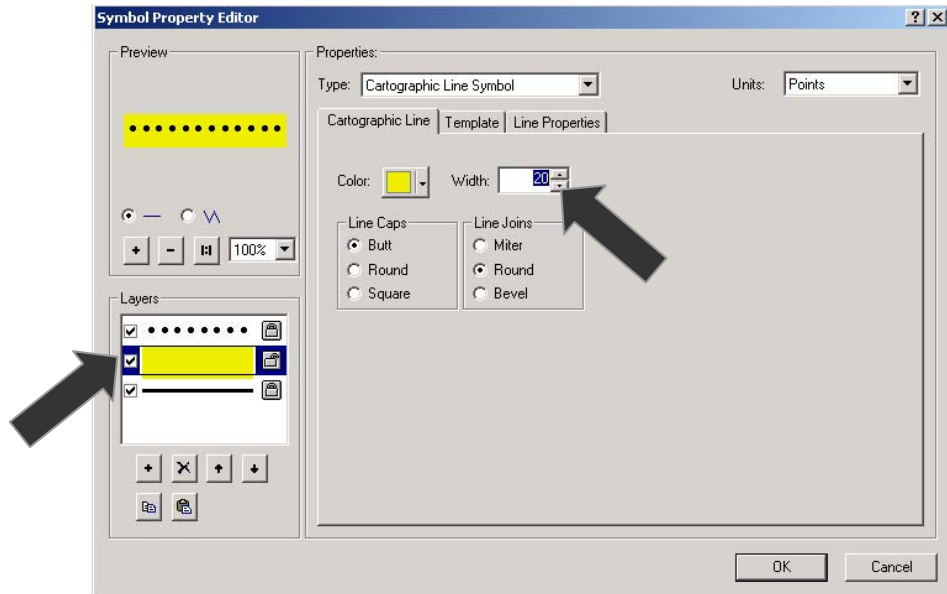 Symbol Property Editor
Preview
100%
Layers
Properties:
Type: Cartographic Line Symbol
Units: Points
Cartographic Line Template Line Properties
Color: Width: 20
Line Caps
Butt
Round
Square
Line Joins
Miter
Round
Bevel
OK Cancel